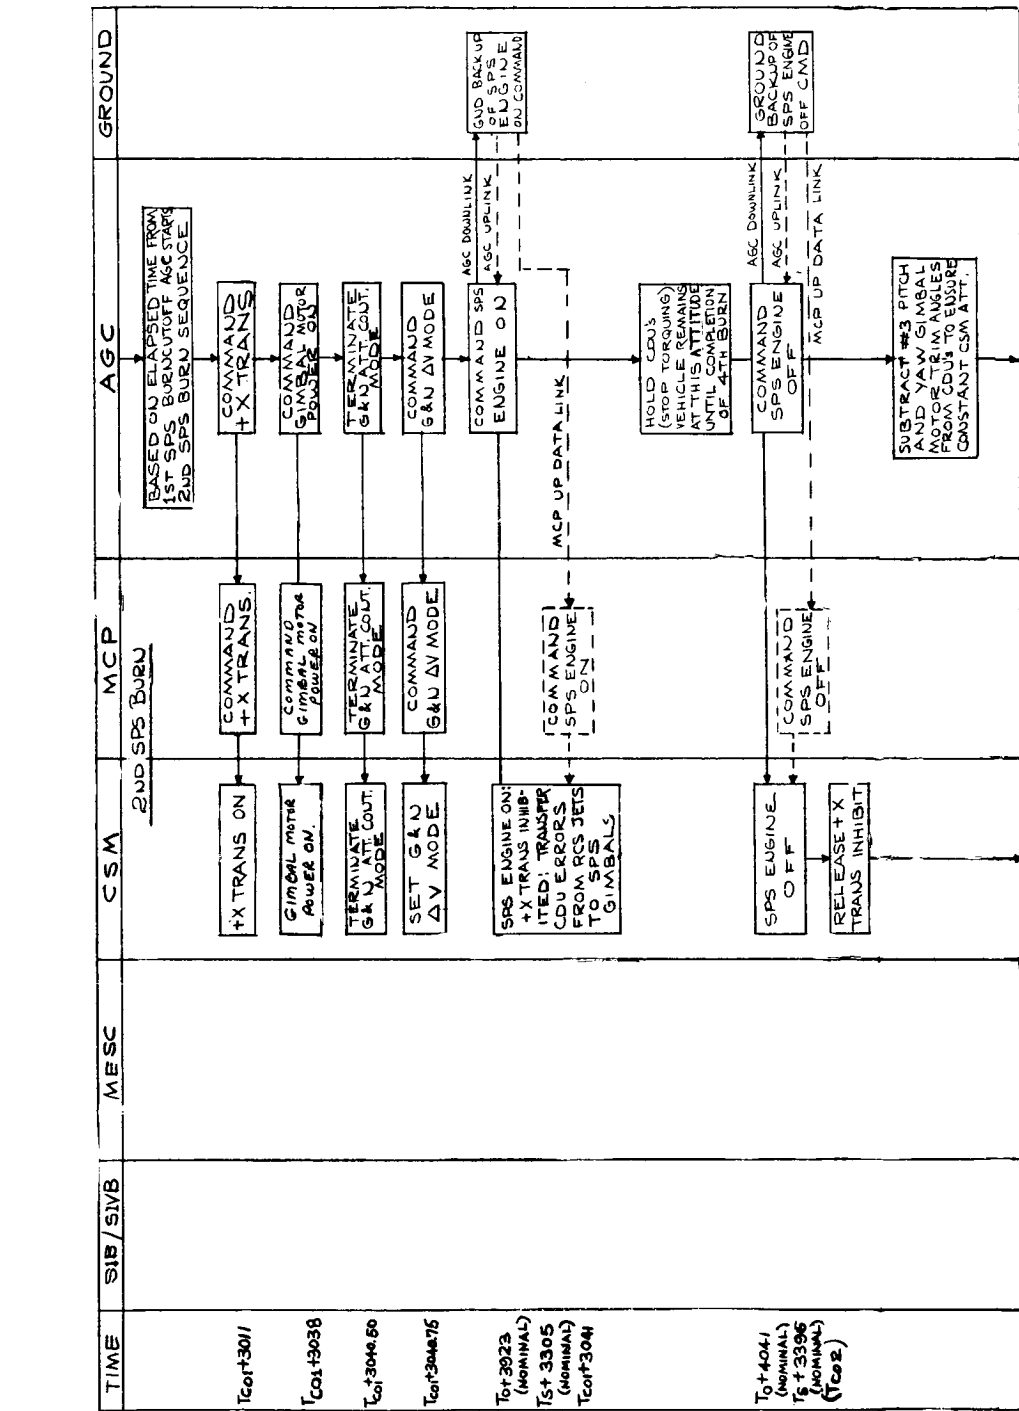 TIME
SIB/SIVB
MESC
CSM
MCP
AGC
GROUND
2ND SPS BURN
BASED ON ELAPSED TIME FROM
1ST SPS BURNCUTOFF AGC STARTS
2ND SPS BURN SEQUENCE
TCO1+3011
+X TRANS ON
COMMAND
+X TRANS.
COMMAND
+X TRANS
TCO1+3038
GIMBAL MOTOR
POWER ON.
COMMAND
GIMBAL MOTOR
POWER ON
COMMAND
GIMBAL MOTOR
POWER ON
TERMINATE
G&N ATT. CONT.
MODE
TERMINATE
G&N ATT. CONT.
MODE
TERMINATE
G&N ATT. CONT.
MODE
SET G&N
ΔV MODE
COMMAND
G&N ΔV MODE
COMMAND
G&N ΔV MODE
TO+3923
(NOMINAL)
TS+3305
(NOMINAL)
TCO1+3041
SPS ENGINE ON:
+X TRANS INHIB-
ITED; TRANSFER
CDU ERRORS
FROM RCS JETS
TO SPS
GIMBALS
COMMAND
SPS ENGINE
ON
MCP UP DATA LINK
COMMAND SPS
ENGINE ON
AGC DOWNLINK
AGC UPLINK
GND BACKUP
OF SPS
ENGINE
ON COMMAND
HOLD CDU'S
(STOP TORQUING)
VEHICLE REMAINS
AT THIS ATTITUDE
UNTIL COMPLETION
OF 4TH BURN
TO+4041
(NOMINAL)
TS+3396
(NOMINAL)
(TCO2)
SPS ENGINE
OFF
COMMAND
SPS ENGINE
OFF
COMMAND
SPS ENGINE
OFF
AGC DOWNLINK
AGC UPLINK
MCP UP DATA LINK
GROUND
BACKUP OF
SPS ENGINE
OFF CMD
RELEASE +X
TRANS INHIBIT.
SUBTRACT #3 PITCH
AND YAW GIMBAL
MOTOR TRIM ANGLES
FROM CDU'S TO ENSURE
CONSTANT CSM ATT.